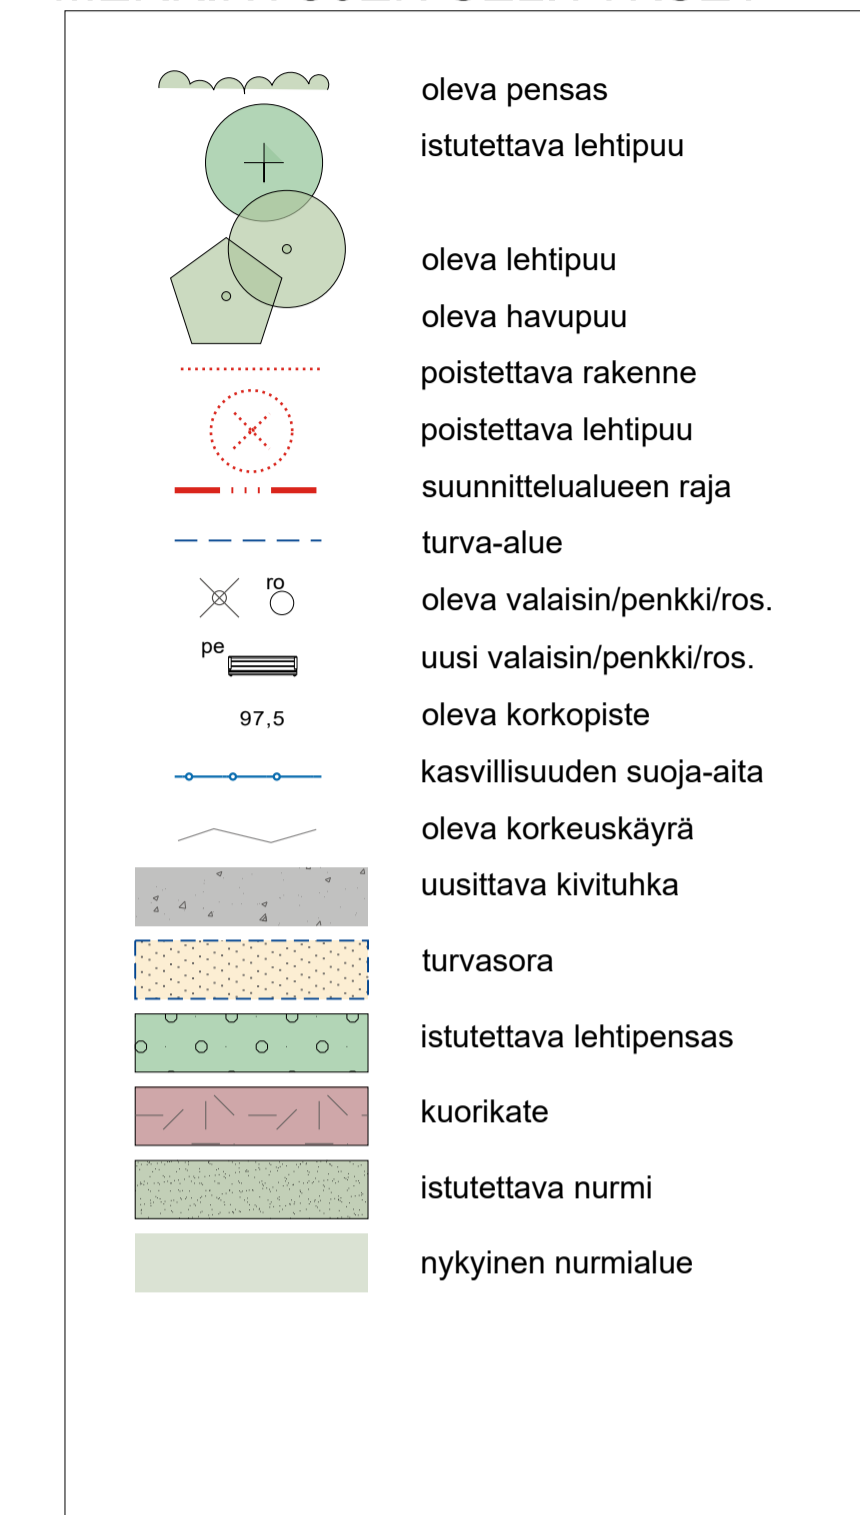 oleva pensas
istutettava lehtipuu
oleva lehtipuu
oleva havupuu
poistettava rakenne
poistettava lehtipuu
suunnittelualueen raja
turva-alue
ro
oleva valaisin/penkki/ros.
pe
uusi valaisin/penkki/ros.
97,5
oleva korkopiste
kasvillisuuden suoja-aita
oleva korkeuskäyrä
uusittava kivituhka
turvasora
istutettava lehtipensas
kuorikate
istutettava nurmi
nykyinen nurmialue